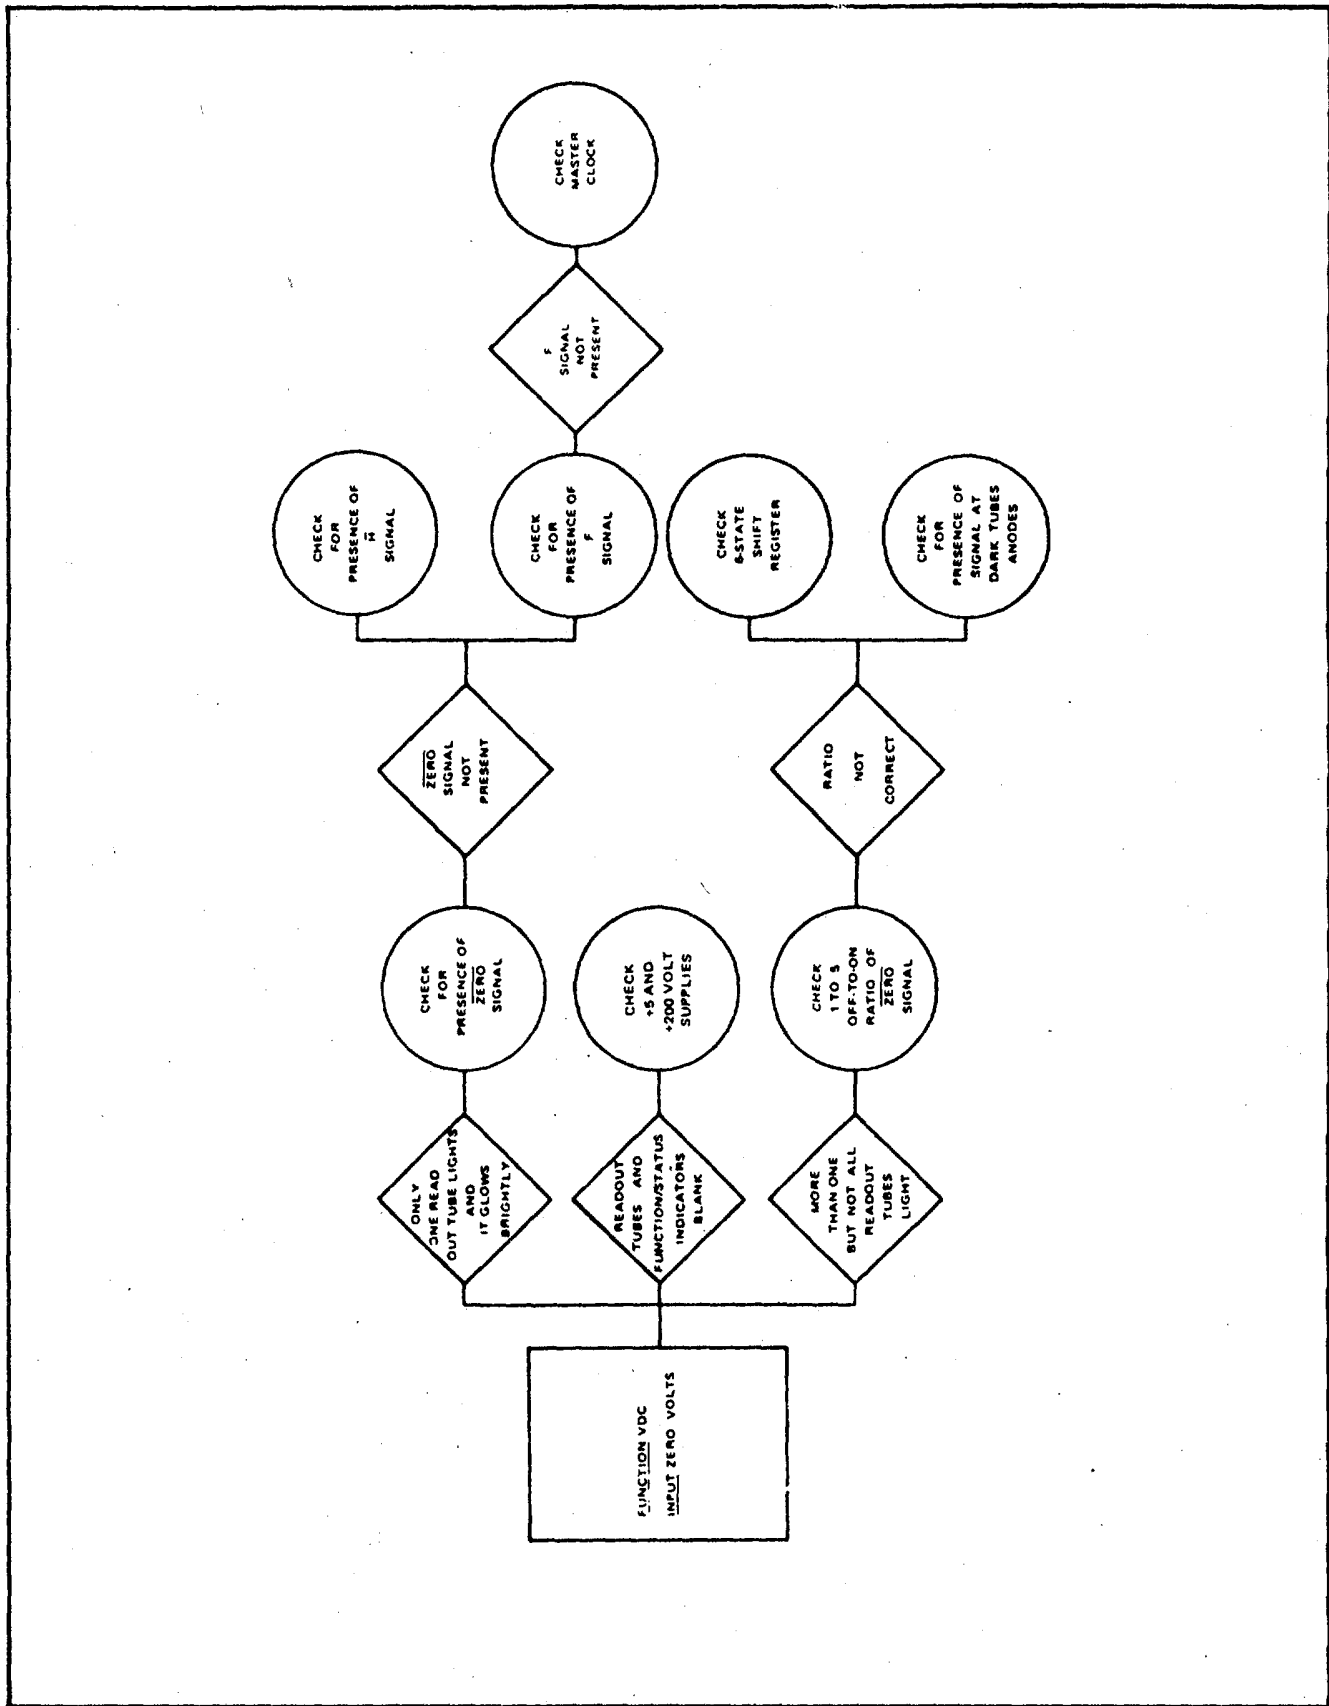 FUNCTION VDC
INPUT ZERO VOLTS
ONLY
ONE READ
OUT TUBE LIGHTS
AND
IT GLOWS
BRIGHTLY
CHECK
FOR
PRESENCE OF
ZERO
SIGNAL
ZERO
SIGNAL
NOT
PRESENT
CHECK
FOR
PRESENCE OF
H
SIGNAL
CHECK
FOR
PRESENCE OF
F
SIGNAL
F
SIGNAL
NOT
PRESENT
CHECK
MASTER
CLOCK
READOUT
TUBES AND
FUNCTION/STATUS
INDICATORS
BLANK
CHECK
+5 AND
+200 VOLT
SUPPLIES
MORE
THAN ONE
BUT NOT ALL
READOUT
TUBES
LIGHT
CHECK
1 TO 5
OFF-TO-ON
RATIO OF
ZERO
SIGNAL
RATIO
NOT
CORRECT
CHECK
6-STATE
SHIFT
REGISTER
CHECK
FOR
PRESENCE OF
SIGNAL AT
DARK TUBES
ANODES